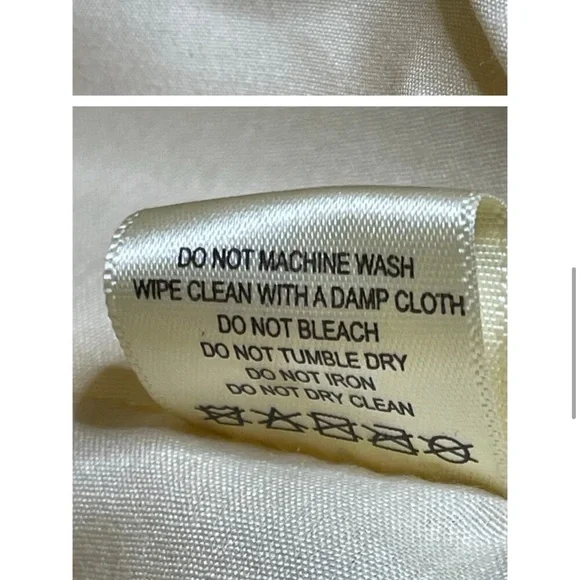 DO NOT MACHINE WASH
WIPE CLEAN WITH A DAMP CLOTH
DO NOT BLEACH
DO NOT TUMBLE DRY
DO NOT IRON
DO NOT DRY CLEAN